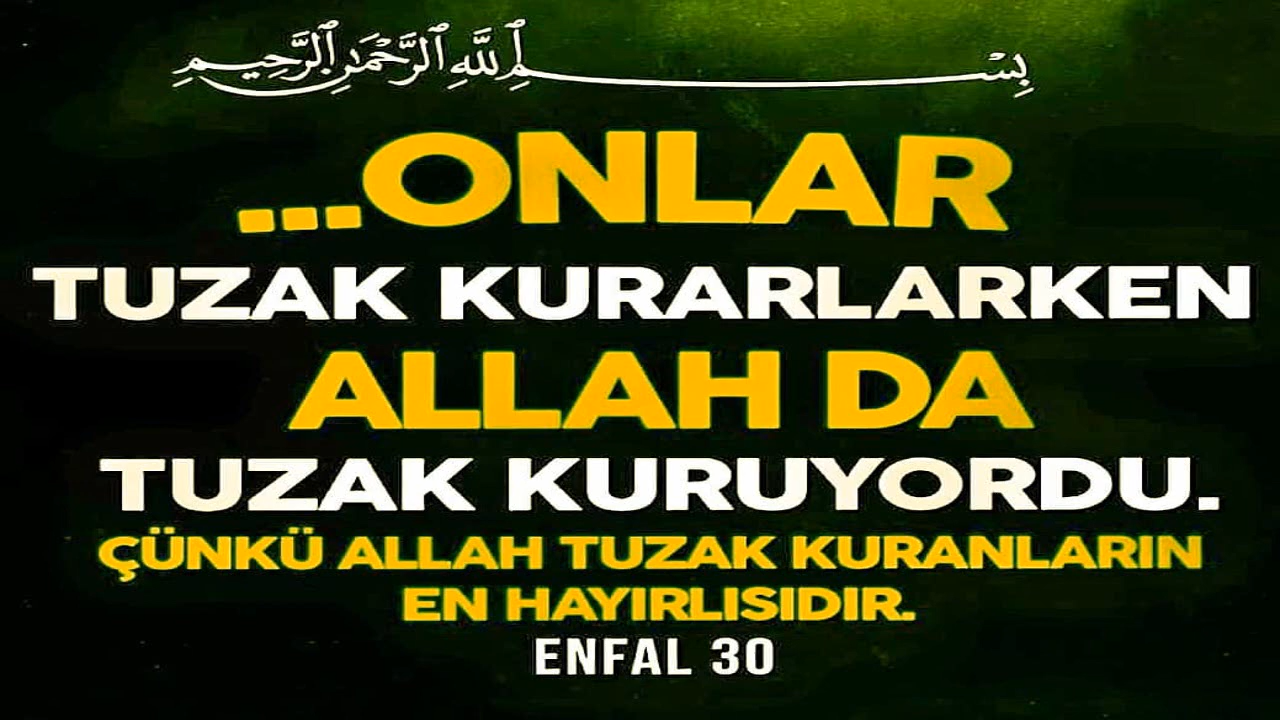 بِسْمِ اللَّهِ الرَّحْمَٰنِ الرَّحِيمِ
...ONLAR
TUZAK KURARLARKEN
ALLAH DA
TUZAK KURUYORDU.
ÇÜNKÜ ALLAH TUZAK KURANLARIN
EN HAYIRLISIDIR.
ENFAL 30